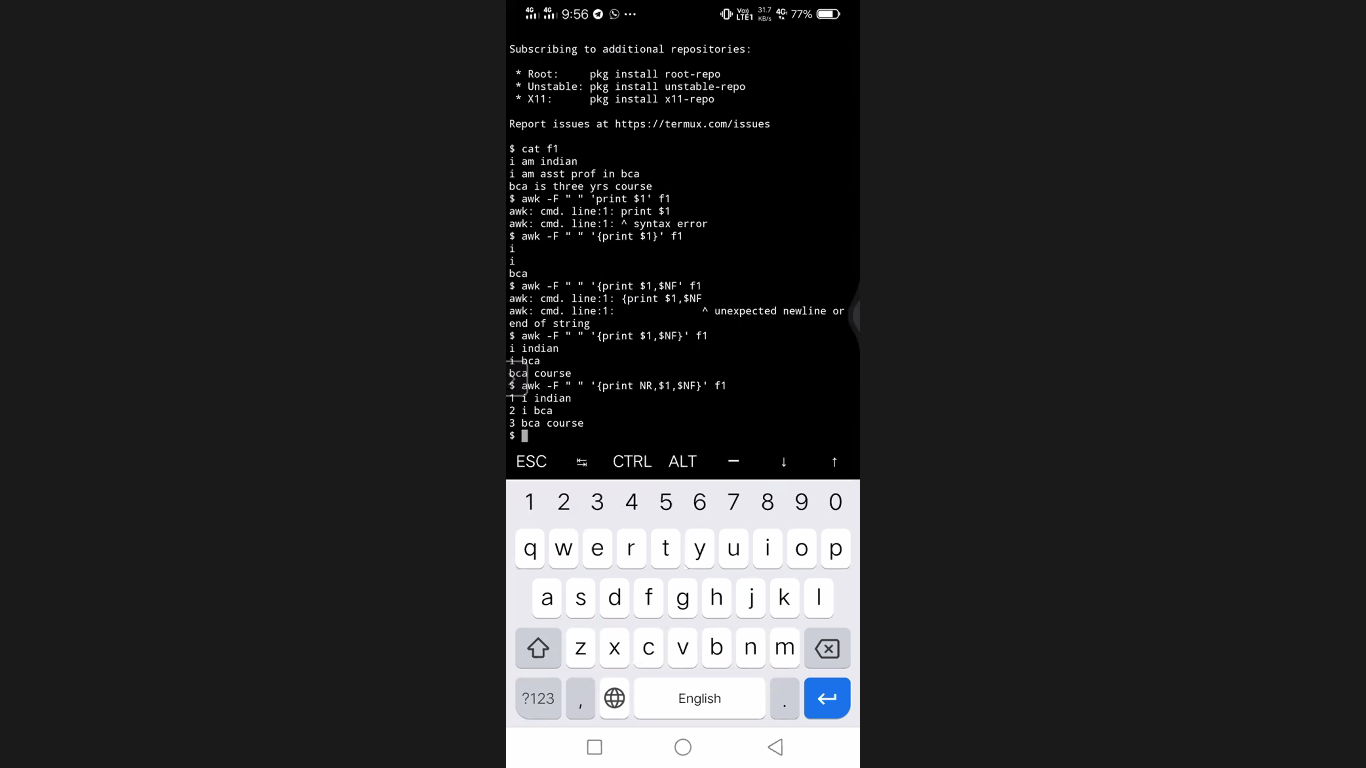 4G 4G 9:56 ... Vo) LTE1 31.7 KB/s 4G 77%
Subscribing to additional repositories:
* Root: pkg install root-repo
* Unstable: pkg install unstable-repo
* X11: pkg install x11-repo
Report issues at https://termux.com/issues
$ cat f1
i am indian
i am asst prof in bca
bca is three yrs course
$ awk -F " " 'print $1' f1
awk: cmd. line:1: print $1
awk: cmd. line:1: ^ syntax error
$ awk -F " " '{print $1}' f1
i
i
bca
$ awk -F " " '{print $1,$NF' f1
awk: cmd. line:1: {print $1,$NF
awk: cmd. line:1: ^ unexpected newline or
end of string
$ awk -F " " '{print $1,$NF}' f1
i indian
i bca
bca course
$ awk -F " " '{print NR,$1,$NF}' f1
1 i indian
2 i bca
3 bca course
$
ESC ↹ CTRL ALT – ↓ ↑
1 2 3 4 5 6 7 8 9 0
q w e r t y u i o p
a s d f g h j k l
z x c v b n m
?123 , English .